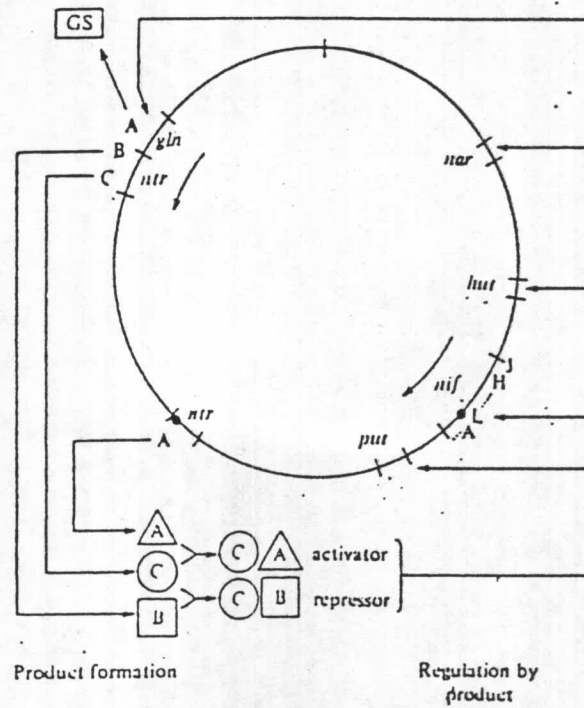 GS
A
gln
B
C
ntr
nar
hut
J
H
nif
L
A
ntr
A
put
A
C
A
activator
C
C
B
repressor
B
Product formation
Regulation by
product